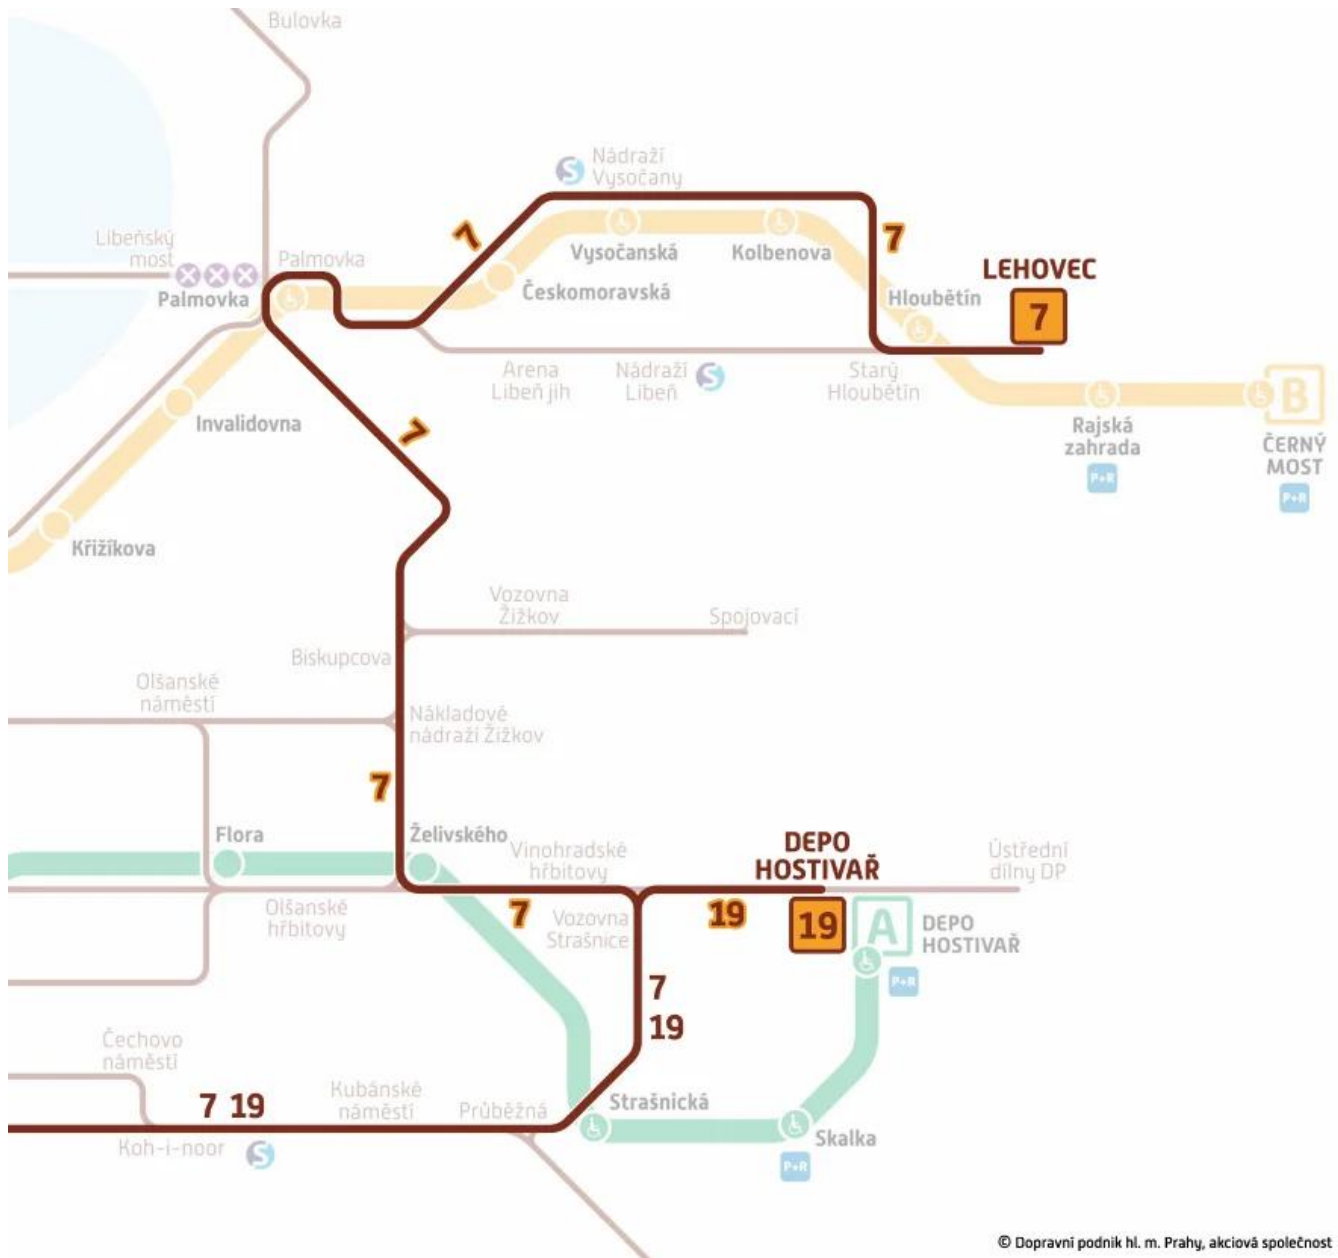 Bulovka
Nádraží
Vysočany
S
7
7
Libeňský
most
Palmovka
Palmovka
Vysočanská
Kolbenova
Českomoravská
LEHOVEC
7
Hloubětín
Arena
Libeň jih
Nádraží
Libeň
S
Starý
Hloubětín
Invalidovna
7
Rajská
zahrada
P+R
B
ČERNÝ
MOST
P+R
Křižíkova
Vozovna
Žižkov
Spojovací
Biskupcova
Olšanské
náměstí
Nákladové
nádraží Žižkov
7
Flora
Želivského
Vinohradské
hřbitovy
DEPO
HOSTIVAŘ
Ústřední
dílny DP
Olšanské
hřbitovy
7
Vozovna
Strašnice
19
19
A
DEPO
HOSTIVAŘ
P+R
7
19
Čechovo
náměstí
7 19
Kubánské
náměstí
Průběžná
Strašnická
Skalka
P+R
Koh-i-noor
S
© Dopravní podnik hl. m. Prahy, akciová společnost